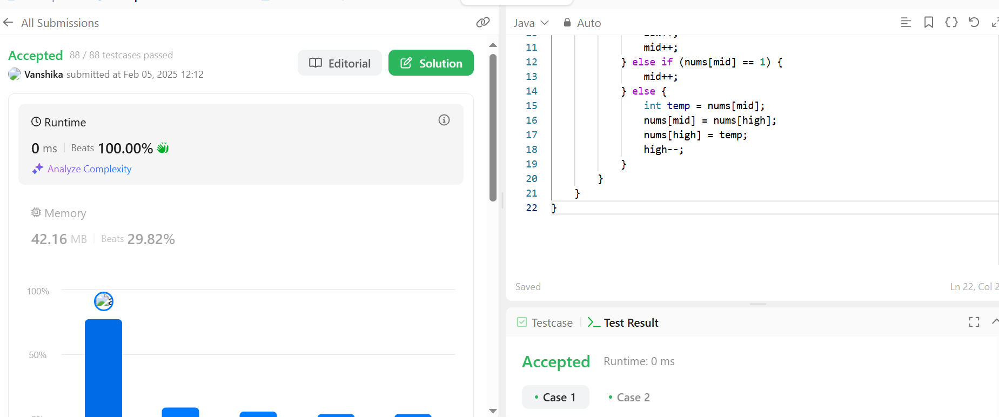 All Submissions
Accepted 88 / 88 testcases passed
Vanshika submitted at Feb 05, 2025 12:12
Editorial
Solution
Runtime
0 ms Beats 100.00%
Analyze Complexity
Memory
42.16 MB Beats 29.82%
100%
50%
Java Auto
11 mid++;
12 } else if (nums[mid] == 1) {
13 mid++;
14 } else {
15 int temp = nums[mid];
16 nums[mid] = nums[high];
17 nums[high] = temp;
18 high--;
19 }
20 }
21 }
22 }
Saved
Ln 22, Col 2
Testcase
Test Result
Accepted Runtime: 0 ms
Case 1
Case 2